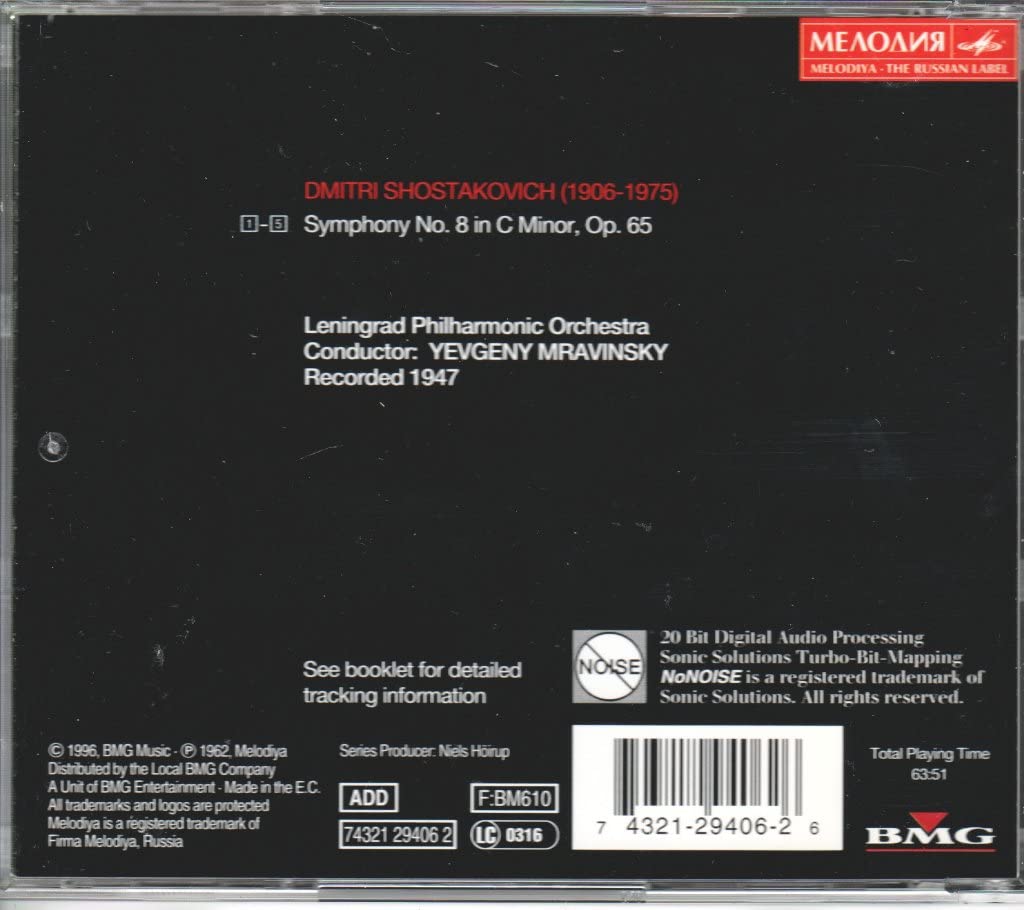 МЕЛОДИЯ
MELODIYA - THE RUSSIAN LABEL
DMITRI SHOSTAKOVICH (1906-1975)
1-5 Symphony No. 8 in C Minor, Op. 65
Leningrad Philharmonic Orchestra
Conductor: YEVGENY MRAVINSKY
Recorded 1947
See booklet for detailed
tracking information
NOISE
20 Bit Digital Audio Processing
Sonic Solutions Turbo-Bit-Mapping
NoNOISE is a registered trademark of
Sonic Solutions. All rights reserved.
© 1996, BMG Music · ℗ 1962, Melodiya
Distributed by the Local BMG Company
A Unit of BMG Entertainment · Made in the E.C.
All trademarks and logos are protected
Melodiya is a registered trademark of
Firma Melodiya, Russia
Series Producer: Niels Höirup
ADD
F:BM610
74321 29406 2
LC 0316
7 4321-29406-2 6
Total Playing Time
63:51
BMG